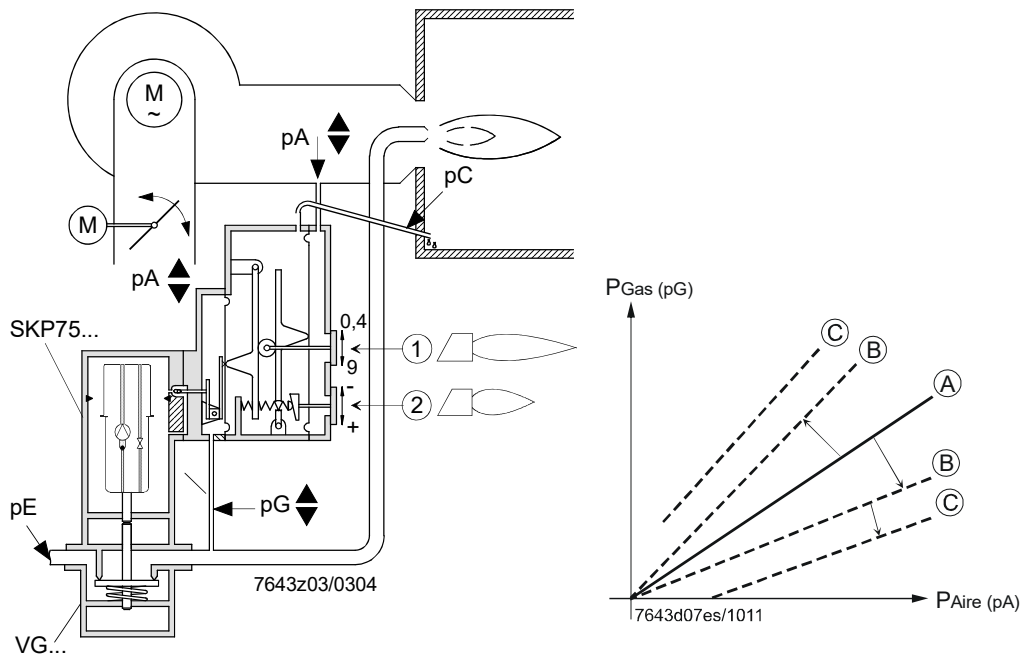 M
~
pA
pC
M
pA
SKP75...
0,4
1
9
-
2
+
pG
pE
7643z03/0304
VG...
PGas (pG)
C
B
A
B
C
PAire (pA)
7643d07es/1011